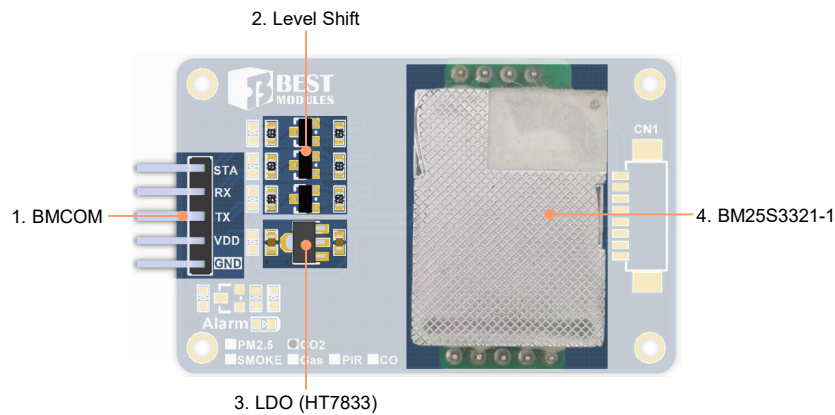 2. Level Shift
BEST
MODULES
CN1
STA
RX
1. BMCOM
TX
4. BM25S3321-1
VDD
GND
Alarm
PM2.5 CO2
SMOKE Gas PIR CO
3. LDO (HT7833)